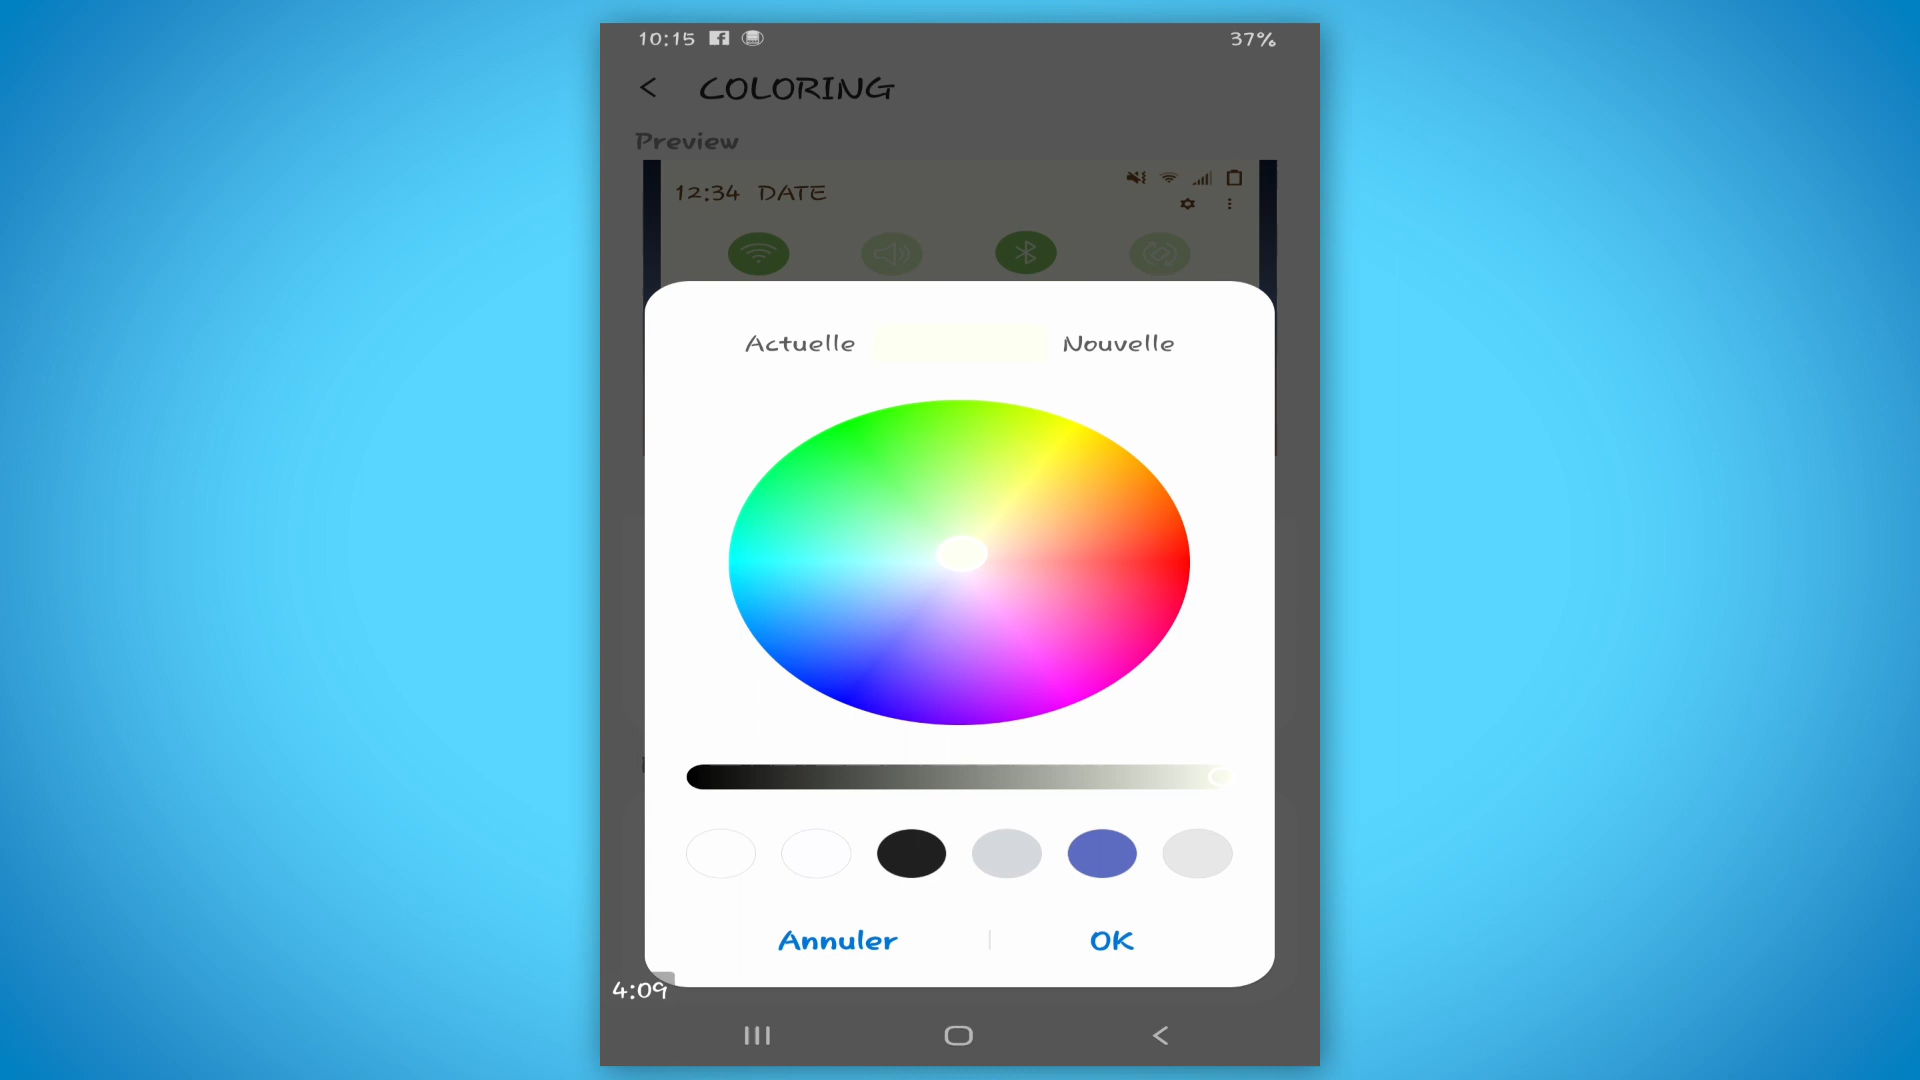 10:15 37%
COLORING
Preview
12:34 DATE
Actuelle Nouvelle
Annuler OK
4:09